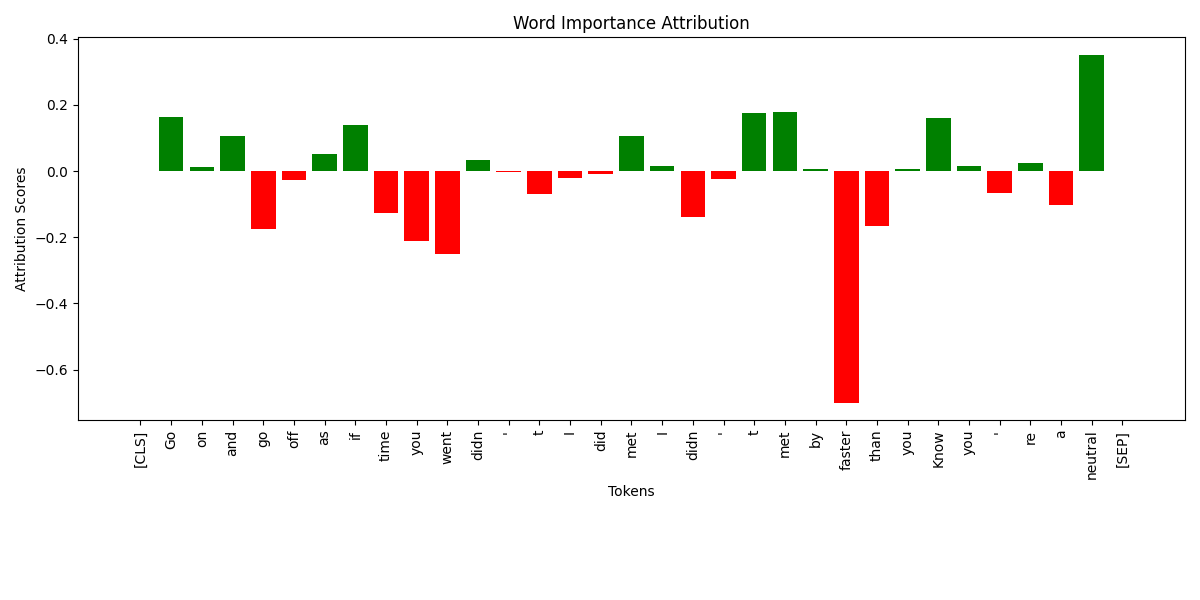 Word Importance Attribution
0.4
0.2
0.0
−0.2
−0.4
−0.6
Attribution Scores
[CLS]
Go
on
and
go
off
as
if
time
you
went
didn
'
t
I
did
met
I
didn
'
t
met
by
faster
than
you
Know
you
'
re
a
neutral
[SEP]
Tokens